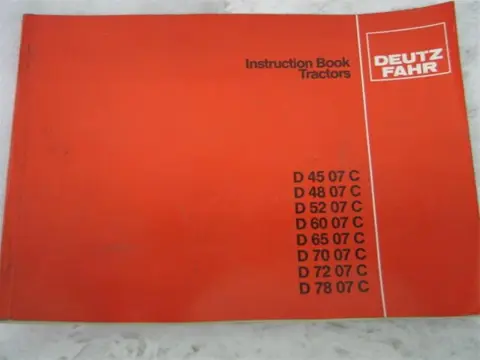 Instruction Book
Tractors
DEUTZ
FAHR
D 45 07 C
D 48 07 C
D 52 07 C
D 60 07 C
D 65 07 C
D 70 07 C
D 72 07 C
D 78 07 C